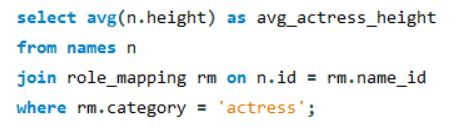 select avg(n.height) as avg_actress_height
from names n
join role_mapping rm on n.id = rm.name_id
where rm.category = 'actress';